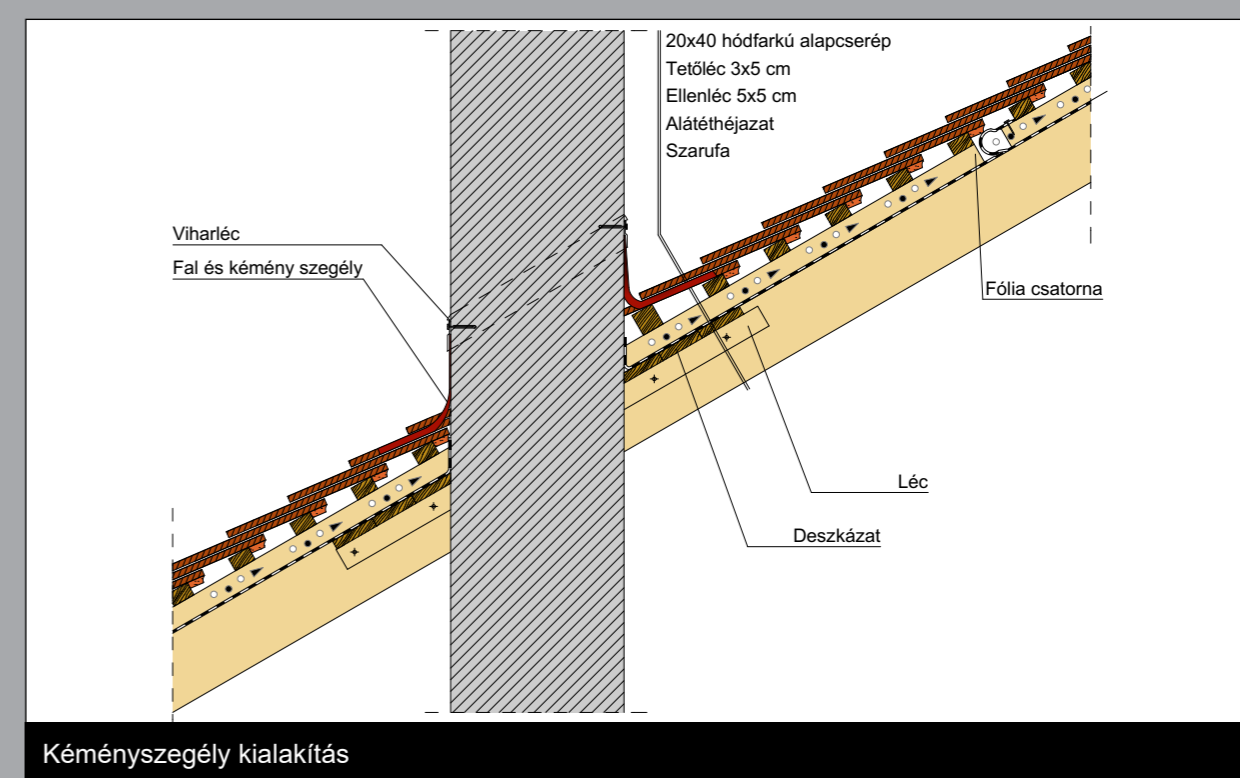 20x40 hódfarkú alapcserép
Tetőléc 3x5 cm
Ellenléc 5x5 cm
Alátéthéjazat
Szarufa
Viharléc
Fal és kémény szegély
Fólia csatorna
Léc
Deszkázat
Kéményszegély kialakítás